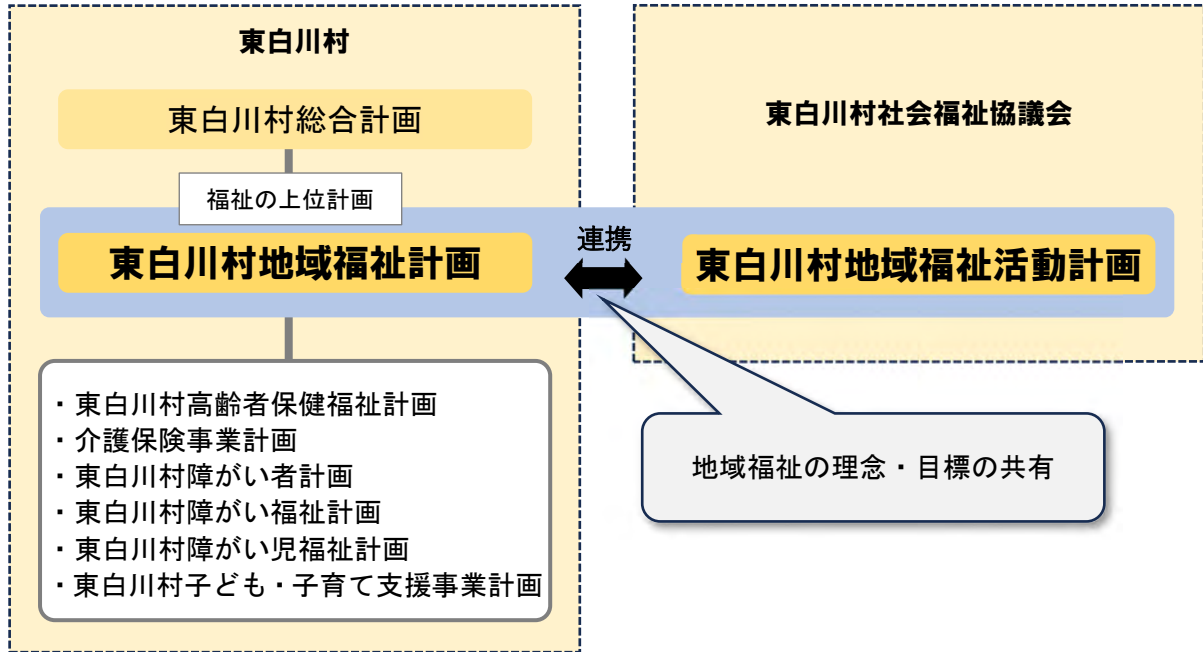 東白川村
東白川村総合計画
福祉の上位計画
東白川村地域福祉計画
・東白川村高齢者保健福祉計画
・介護保険事業計画
・東白川村障がい者計画
・東白川村障がい福祉計画
・東白川村障がい児福祉計画
・東白川村子ども・子育て支援事業計画
連携
東白川村社会福祉協議会
東白川村地域福祉活動計画
地域福祉の理念・目標の共有